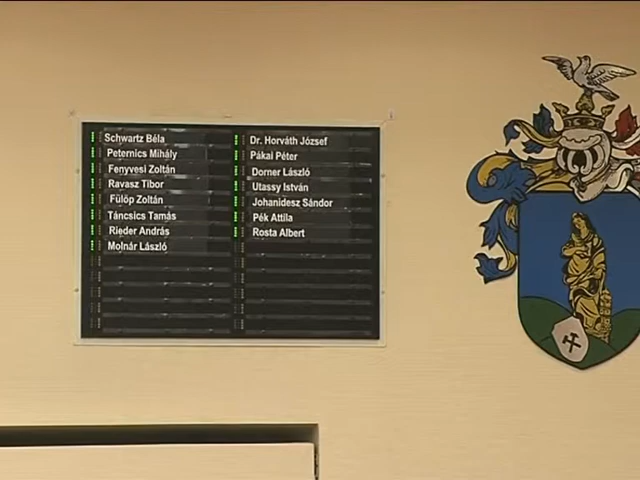 Schwartz Béla
Peternics Mihály
Fenyvesi Zoltán
Ravasz Tibor
Fülöp Zoltán
Táncsics Tamás
Rieder András
Molnár László
Dr. Horváth József
Pákai Péter
Dorner László
Utassy István
Johanidesz Sándor
Pék Attila
Rosta Albert